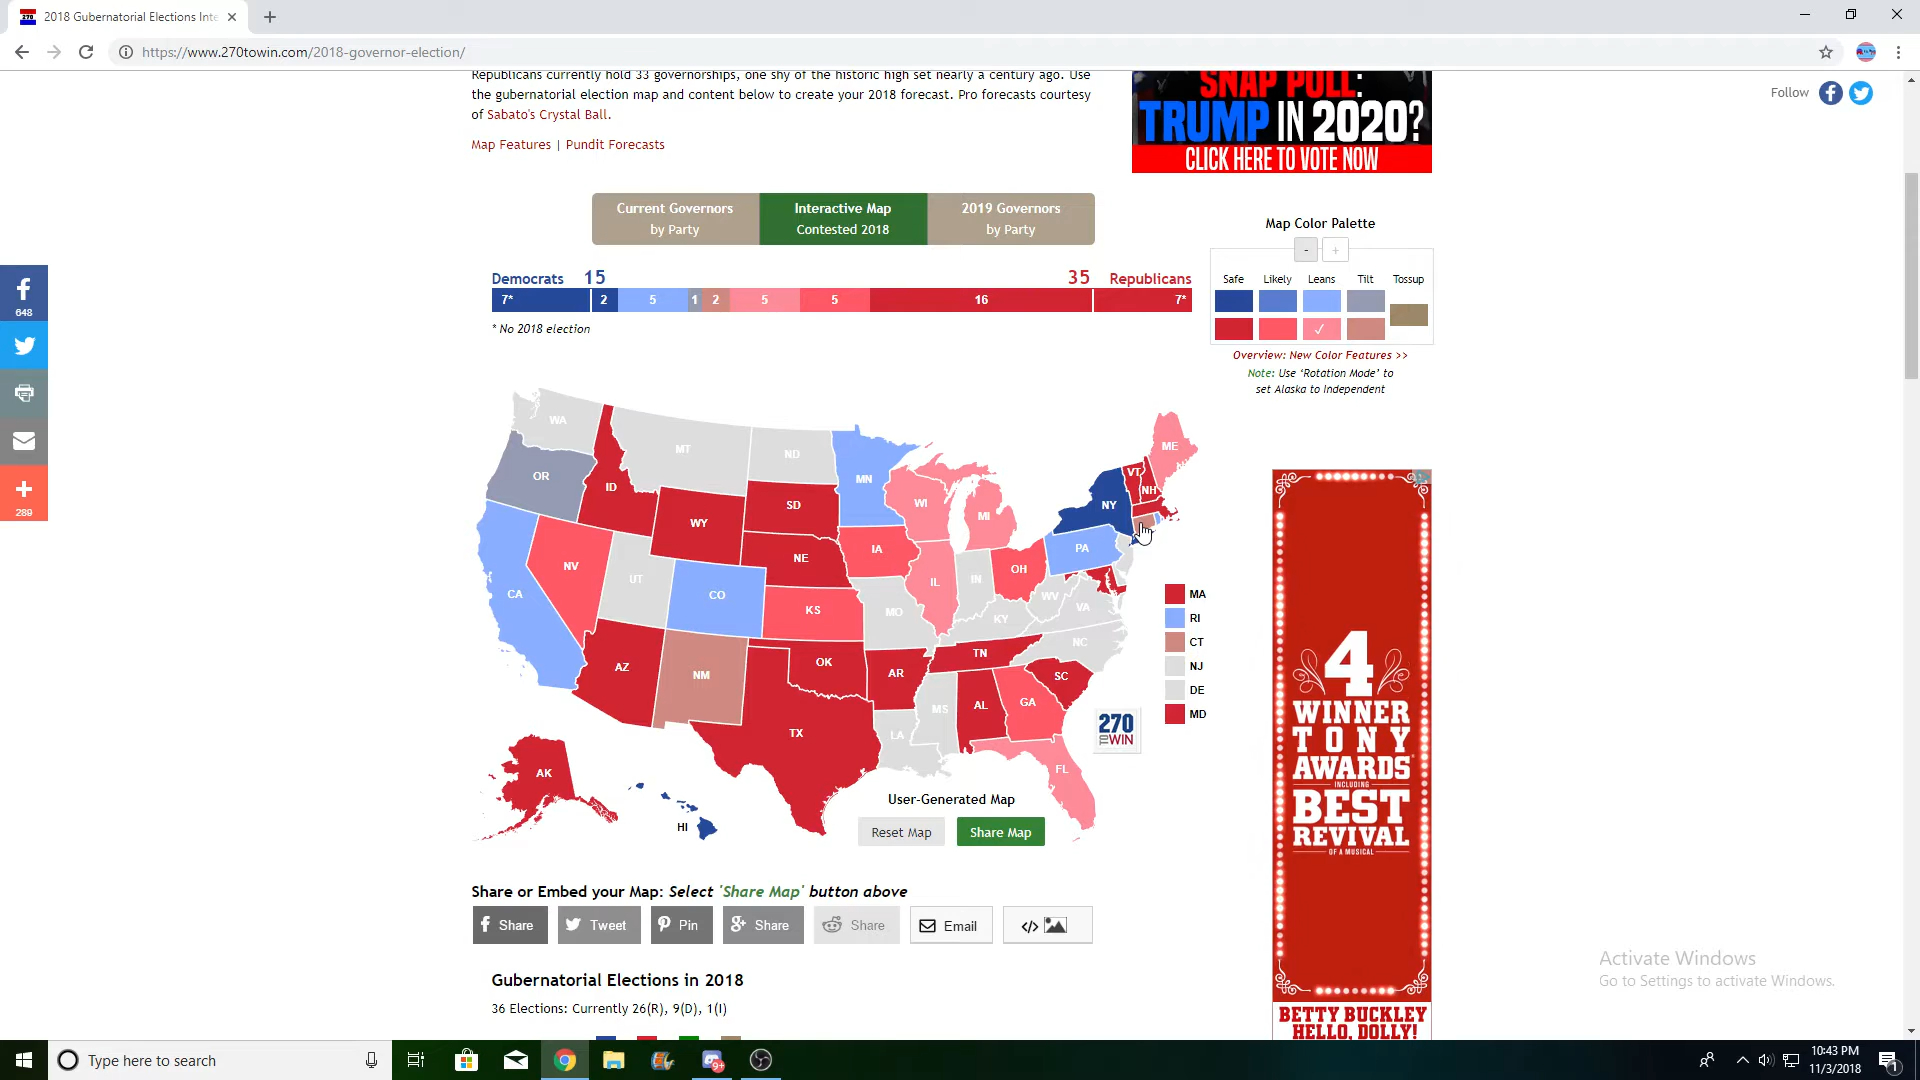 2018 Gubernatorial Elections Inte
https://www.270towin.com/2018-governor-election/
Republicans currently hold 33 governorships, one shy of the historic high set nearly a century ago. Use
the gubernatorial election map and content below to create your 2018 forecast. Pro forecasts courtesy
of Sabato's Crystal Ball.
Map Features | Pundit Forecasts
SNAP POLL:
TRUMP IN 2020?
CLICK HERE TO VOTE NOW
Follow
Current Governors
by Party
Interactive Map
Contested 2018
2019 Governors
by Party
Democrats 15
35 Republicans
7* 2 5 1 2 5 5 16 7*
* No 2018 election
Map Color Palette
- +
Safe Likely Leans Tilt Tossup
Overview: New Color Features >>
Note: Use ‘Rotation Mode’ to
set Alaska to Independent
648
289
WA
MT
ND
OR
ID
MN
SD
WY
WI
MI
ME
VT
NH
NY
PA
NV
UT
CA
CO
NE
IA
IL
IN
OH
WV
VA
KS
MO
KY
NC
AZ
NM
OK
AR
TN
SC
TX
LA
MS
AL
GA
FL
AK
HI
MA
RI
CT
NJ
DE
MD
270
TO WIN
User-Generated Map
Reset Map
Share Map
Share or Embed your Map: Select 'Share Map' button above
Share
Tweet
Pin
Share
Share
Email
Gubernatorial Elections in 2018
36 Elections: Currently 26(R), 9(D), 1(I)
4
WINNER
TONY
AWARDS
INCLUDING
BEST
REVIVAL
OF A MUSICAL
BETTY BUCKLEY
HELLO, DOLLY!
Activate Windows
Go to Settings to activate Windows.
Type here to search
9+
10:43 PM
11/3/2018
1